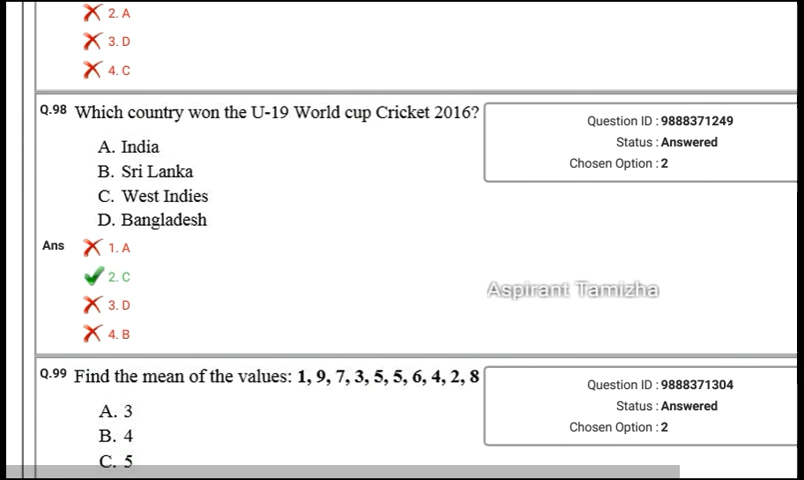 2. A
3. D
4. C
Q.98 Which country won the U-19 World cup Cricket 2016?
Question ID : 9888371249
Status : Answered
Chosen Option : 2
A. India
B. Sri Lanka
C. West Indies
D. Bangladesh
Ans 1. A
2. C
3. D
4. B
Aspirant Tamizha
Q.99 Find the mean of the values: 1, 9, 7, 3, 5, 5, 6, 4, 2, 8
Question ID : 9888371304
Status : Answered
Chosen Option : 2
A. 3
B. 4
C. 5